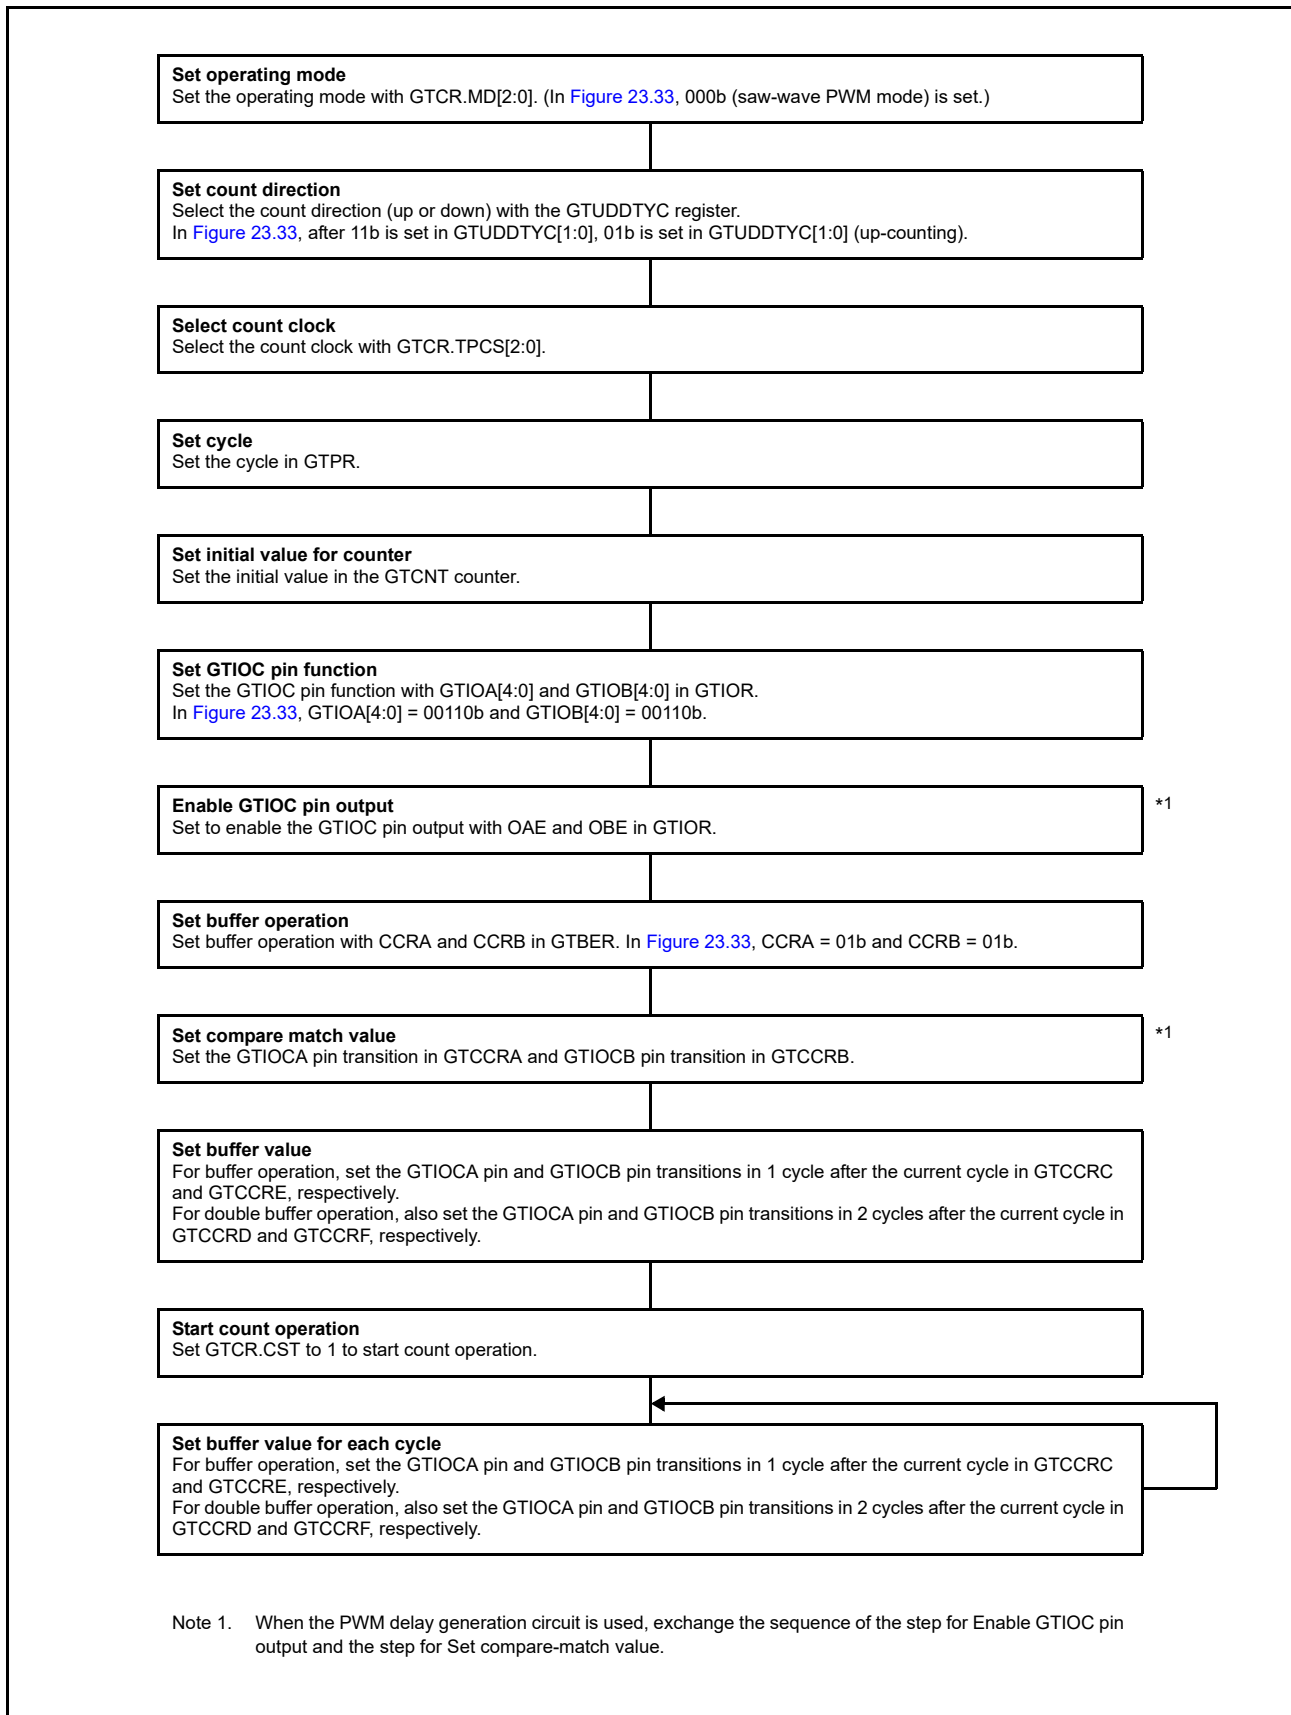 Set operating mode
Set the operating mode with GTCR.MD[2:0]. (In Figure 23.33, 000b (saw-wave PWM mode) is set.)
Set count direction
Select the count direction (up or down) with the GTUDDTYC register.
In Figure 23.33, after 11b is set in GTUDDTYC[1:0], 01b is set in GTUDDTYC[1:0] (up-counting).
Select count clock
Select the count clock with GTCR.TPCS[2:0].
Set cycle
Set the cycle in GTPR.
Set initial value for counter
Set the initial value in the GTCNT counter.
Set GTIOC pin function
Set the GTIOC pin function with GTIOA[4:0] and GTIOB[4:0] in GTIOR.
In Figure 23.33, GTIOA[4:0] = 00110b and GTIOB[4:0] = 00110b.
Enable GTIOC pin output
*1
Set to enable the GTIOC pin output with OAE and OBE in GTIOR.
Set buffer operation
Set buffer operation with CCRA and CCRB in GTBER. In Figure 23.33, CCRA = 01b and CCRB = 01b.
Set compare match value
*1
Set the GTIOCA pin transition in GTCCRA and GTIOCB pin transition in GTCCRB.
Set buffer value
For buffer operation, set the GTIOCA pin and GTIOCB pin transitions in 1 cycle after the current cycle in GTCCRC
and GTCCRE, respectively.
For double buffer operation, also set the GTIOCA pin and GTIOCB pin transitions in 2 cycles after the current cycle in
GTCCRD and GTCCRF, respectively.
Start count operation
Set GTCR.CST to 1 to start count operation.
Set buffer value for each cycle
For buffer operation, set the GTIOCA pin and GTIOCB pin transitions in 1 cycle after the current cycle in GTCCRC
and GTCCRE, respectively.
For double buffer operation, also set the GTIOCA pin and GTIOCB pin transitions in 2 cycles after the current cycle in
GTCCRD and GTCCRF, respectively.
Note 1. When the PWM delay generation circuit is used, exchange the sequence of the step for Enable GTIOC pin
output and the step for Set compare-match value.